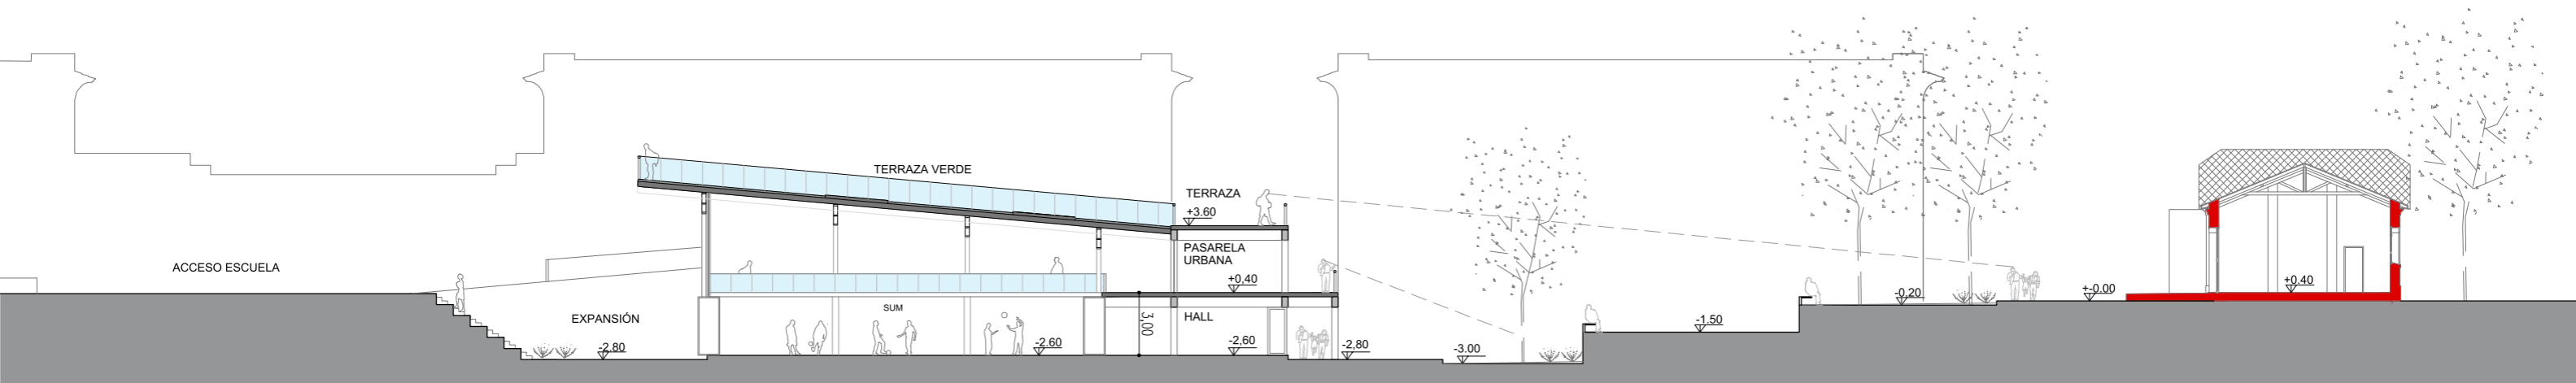 TERRAZA VERDE
TERRAZA
+3.60
PASARELA
URBANA
ACCESO ESCUELA
+0,40
SUM
EXPANSIÓN
3,00
HALL
-2.80
-2.60
-2,60
-2,80
-3.00
-1.50
-0,20
+-0.00
+0.40